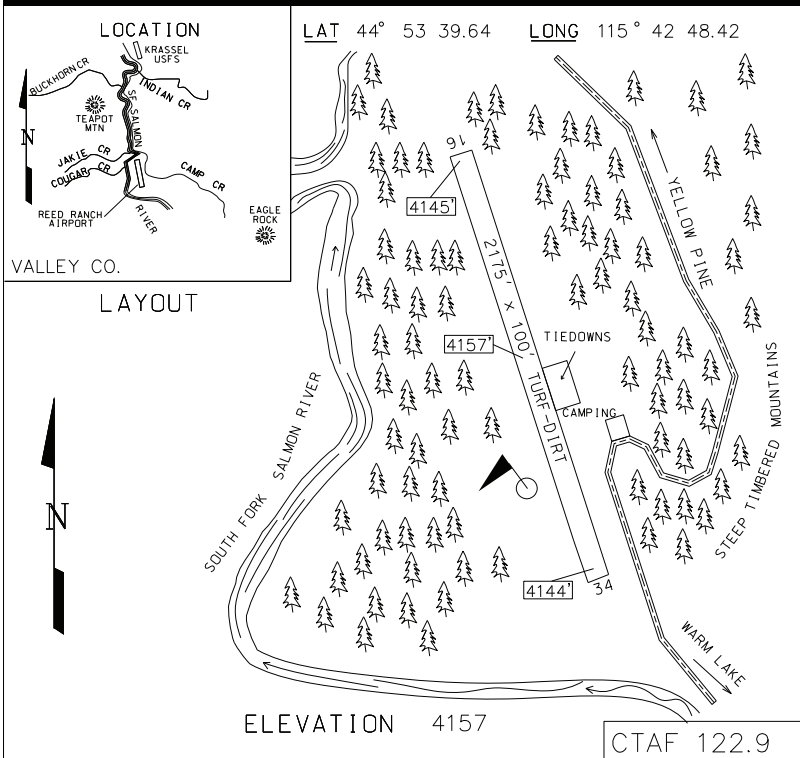 LOCATION
KRASSEL
USFS
BUCKHORN CR
INDIAN CR
SF SALMON
TEAPOT
MTN
N
JAKIE CR
COUGAR CR
CAMP CR
REED RANCH
AIRPORT
RIVER
EAGLE
ROCK
VALLEY CO.
LAT 44° 53 39.64 LONG 115° 42 48.42
LAYOUT
16
4145'
YELLOW PINE
2175' x 100' TURF-DIRT
4157'
TIEDOWNS
CAMPING
SOUTH FORK SALMON RIVER
STEEP TIMBERED MOUNTAINS
N
4144'
34
WARM LAKE
ELEVATION 4157
CTAF 122.9